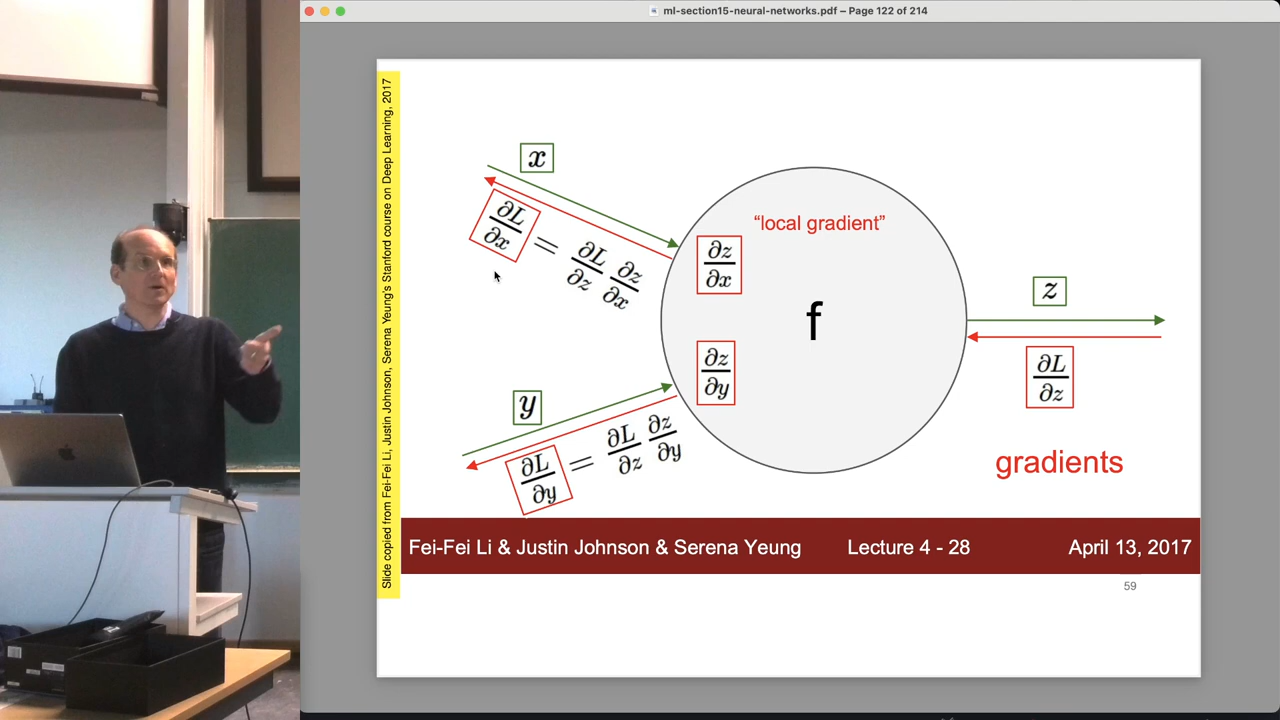 ml-section15-neural-networks.pdf – Page 122 of 214
Slide copied from Fei-Fei Li, Justin Johnson, Serena Yeung's Stanford course on Deep Learning, 2017
x
∂L/∂x = ∂L/∂z ∂z/∂x
"local gradient"
∂z/∂x
f
z
∂z/∂y
∂L/∂z
y
∂L/∂y = ∂L/∂z ∂z/∂y
gradients
Fei-Fei Li & Justin Johnson & Serena Yeung Lecture 4 - 28 April 13, 2017
59